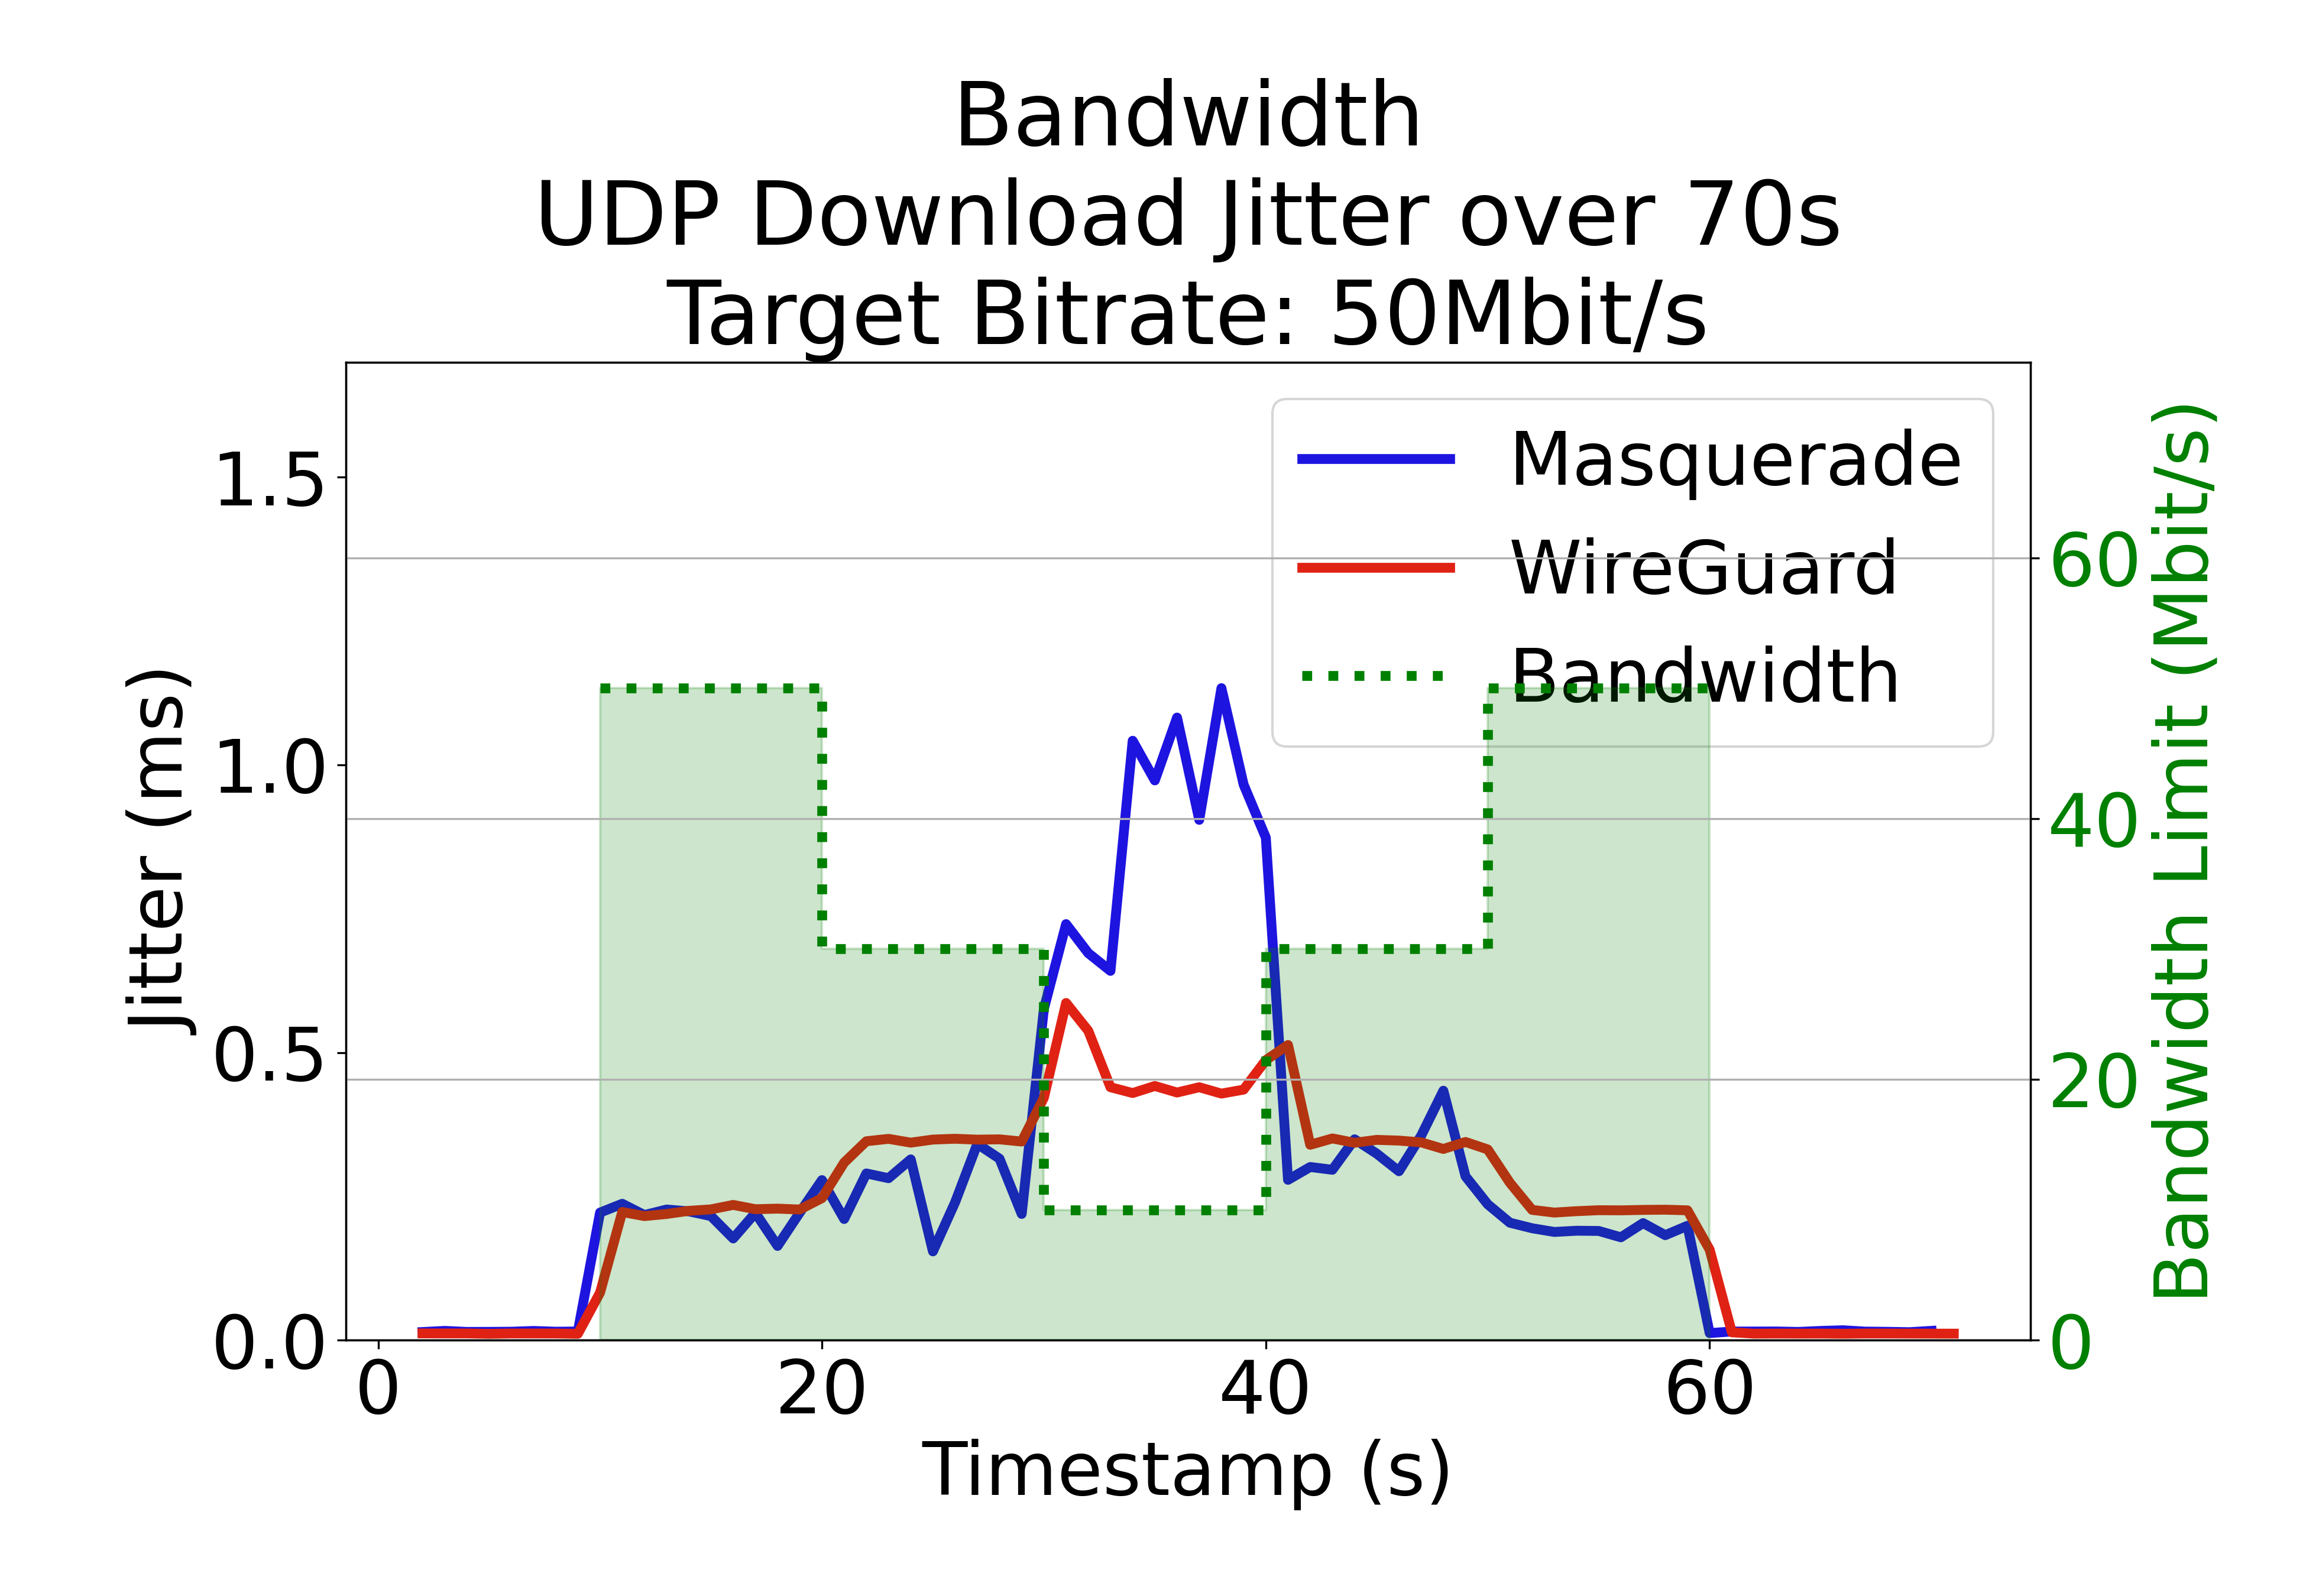 Bandwidth
UDP Download Jitter over 70s
Target Bitrate: 50Mbit/s
Jitter (ms)
1.5
1.0
0.5
0.0
Masquerade
WireGuard
Bandwidth
60
40
20
0
Bandwidth Limit (Mbit/s)
0
20
40
60
Timestamp (s)